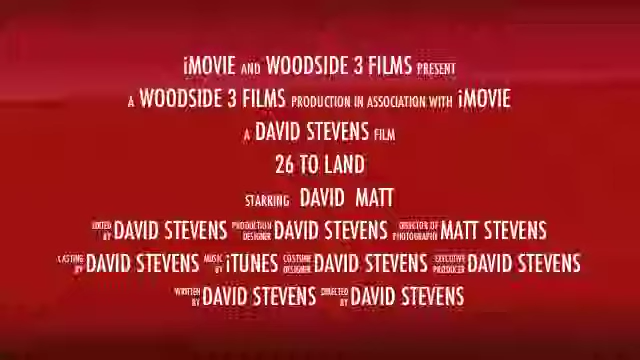 iMOVIE AND WOODSIDE 3 FILMS PRESENT
A WOODSIDE 3 FILMS PRODUCTION IN ASSOCIATION WITH iMOVIE
A DAVID STEVENS FILM
26 TO LAND
STARRING DAVID MATT
EDITED BY DAVID STEVENS PRODUCTION DESIGNER DAVID STEVENS DIRECTOR OF PHOTOGRAPHY MATT STEVENS
CASTING BY DAVID STEVENS MUSIC BY iTUNES COSTUME DESIGNER DAVID STEVENS EXECUTIVE PRODUCER DAVID STEVENS
WRITTEN BY DAVID STEVENS DIRECTED BY DAVID STEVENS